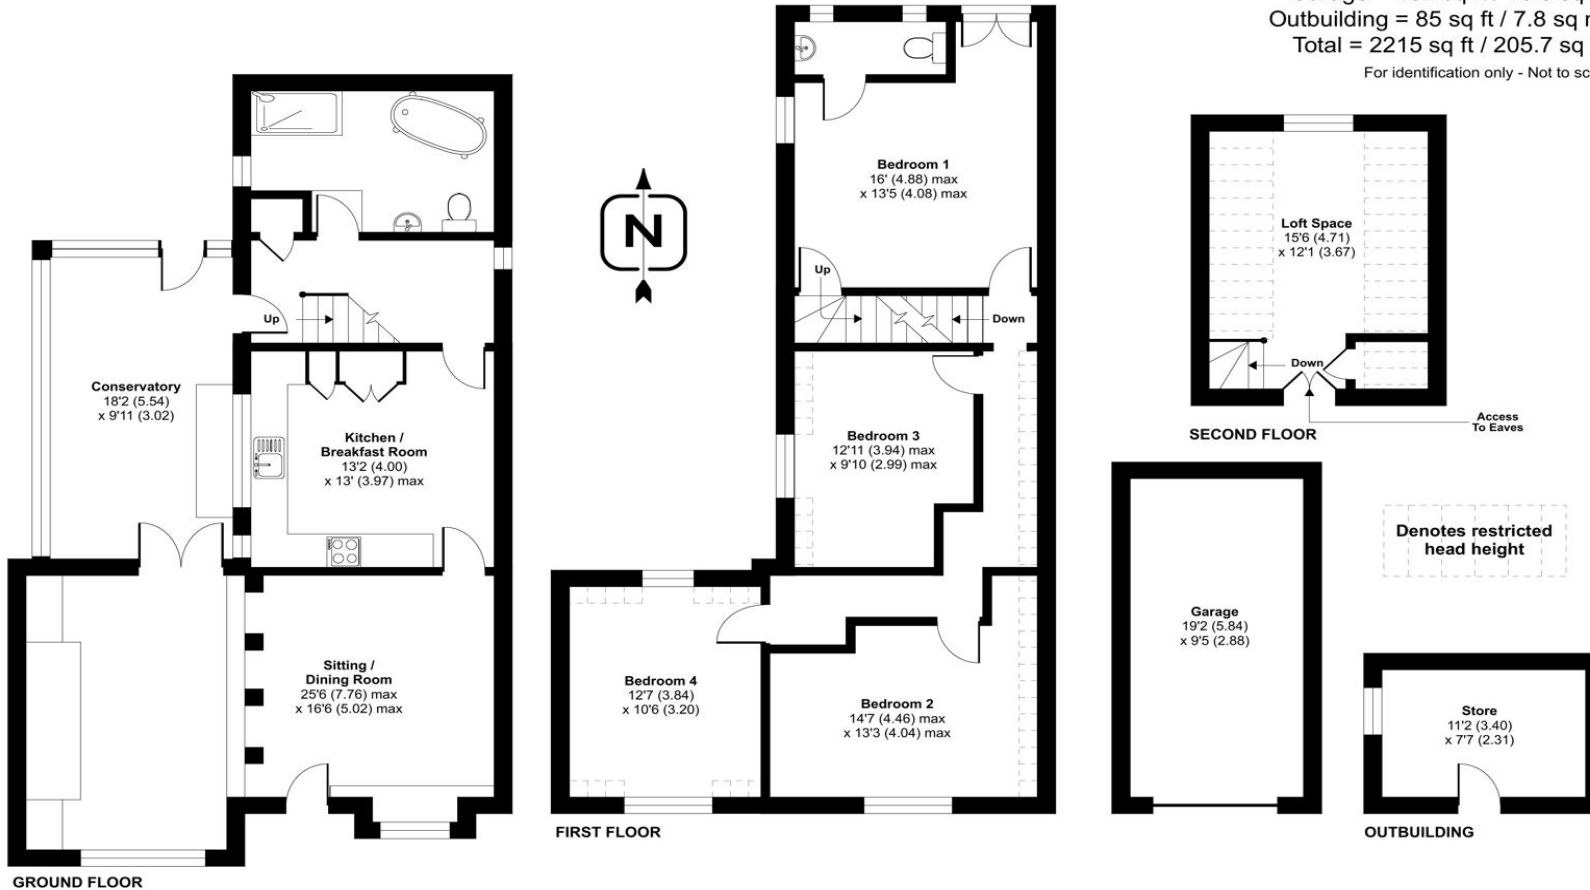 Outbuilding = 85 sq ft / 7.8 sq
Total = 2215 sq ft / 205.7 sq
For identification only - Not to
N
Bedroom 1
16' (4.88) max
x 13'5 (4.08) max
Up
Down
Up
Conservatory
18'2 (5.54)
x 9'11 (3.02)
Kitchen /
Breakfast Room
13'2 (4.00)
x 13' (3.97) max
Sitting /
Dining Room
25'6 (7.76) max
x 16'6 (5.02) max
GROUND FLOOR
Bedroom 3
12'11 (3.94) max
x 9'10 (2.99) max
Bedroom 4
12'7 (3.84)
x 10'6 (3.20)
Bedroom 2
14'7 (4.46) max
x 13'3 (4.04) max
FIRST FLOOR
Loft Space
15'6 (4.71)
x 12'1 (3.67)
Down
Access
To Eaves
SECOND FLOOR
Denotes restricted
head height
Garage
19'2 (5.84)
x 9'5 (2.88)
Store
11'2 (3.40)
x 7'7 (2.31)
OUTBUILDING